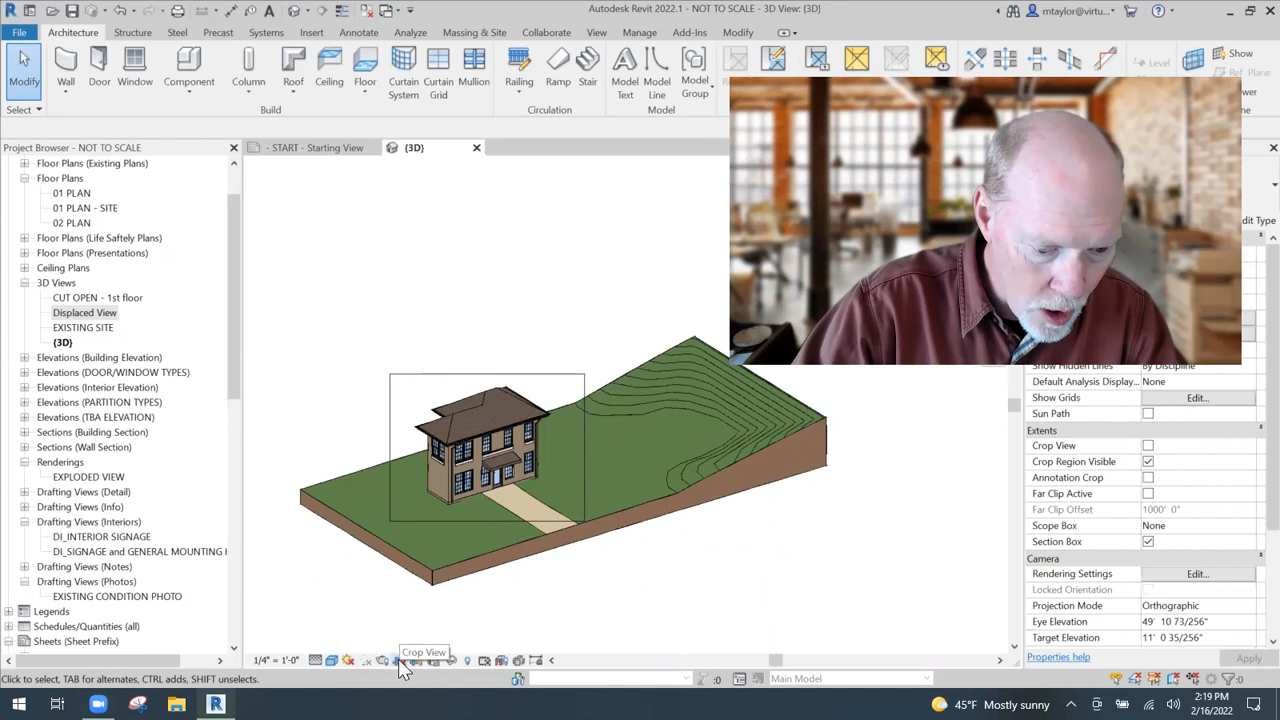 Autodesk Revit 2022.1 - NOT TO SCALE - 3D View: {3D}
mtaylor@virtu...
File Architecture Structure Steel Precast Systems Insert Annotate Analyze Massing & Site Collaborate View Manage Add-Ins Modify
Modify Wall Door Window Component Column Roof Ceiling Floor Curtain System Curtain Grid Mullion Railing Ramp Stair Model Text Model Line Model Group Level Show Ref. Plane
Select Build Circulation Model
Project Browser - NOT TO SCALE
- START - Starting View
{3D}
Floor Plans (Existing Plans)
Floor Plans
01 PLAN
01 PLAN - SITE
02 PLAN
Floor Plans (Life Saftely Plans)
Floor Plans (Presentations)
Ceiling Plans
3D Views
CUT OPEN - 1st floor
Displaced View
EXISTING SITE
{3D}
Elevations (Building Elevation)
Elevations (DOOR/WINDOW TYPES)
Elevations (Interior Elevation)
Elevations (PARTITION TYPES)
Elevations (TBA ELEVATION)
Sections (Building Section)
Sections (Wall Section)
Renderings
EXPLODED VIEW
Drafting Views (Detail)
Drafting Views (Info)
Drafting Views (Interiors)
DI_INTERIOR SIGNAGE
DI_SIGNAGE and GENERAL MOUNTING H
Drafting Views (Notes)
Drafting Views (Photos)
EXISTING CONDITION PHOTO
Legends
Schedules/Quantities (all)
Sheets (Sheet Prefix)
dit Type
Show Hidden Lines By Discipline
Default Analysis Display... None
Show Grids Edit...
Sun Path
Extents
Crop View
Crop Region Visible
Annotation Crop
Far Clip Active
Far Clip Offset 1000' 0"
Scope Box None
Section Box
Camera
Rendering Settings Edit...
Locked Orientation
Projection Mode Orthographic
Eye Elevation 49' 10 73/256"
Target Elevation 11' 0 35/256"
Properties help Apply
Crop View
1/4" = 1'-0"
Click to select, TAB for alternates, CTRL adds, SHIFT unselects.
:0
Main Model
:0
45°F Mostly sunny
2:19 PM
2/16/2022